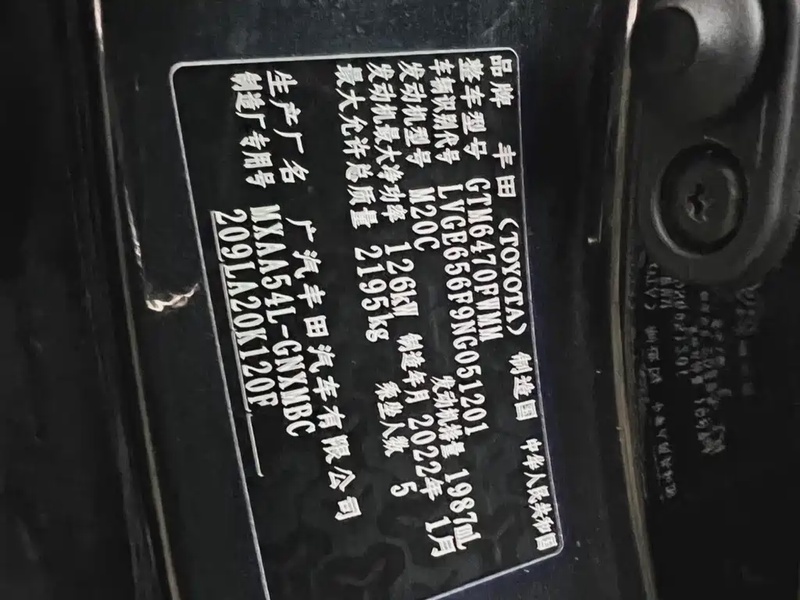 品牌 丰田(TOYOTA) 制造国 中华人民共和国
整车型号 GTM6470FWMM
车辆识别代号 LVGE656F9NG051201
发动机型号 M20C 发动机排量 1987mL
发动机最大净功率 126kW 制造年月 2022年 1月
最大允许总质量 2195kg 乘坐人数 5
生产厂名 广汽丰田汽车有限公司
制造厂专用号 MXAA54L-GNXMBC
209LA20K120F